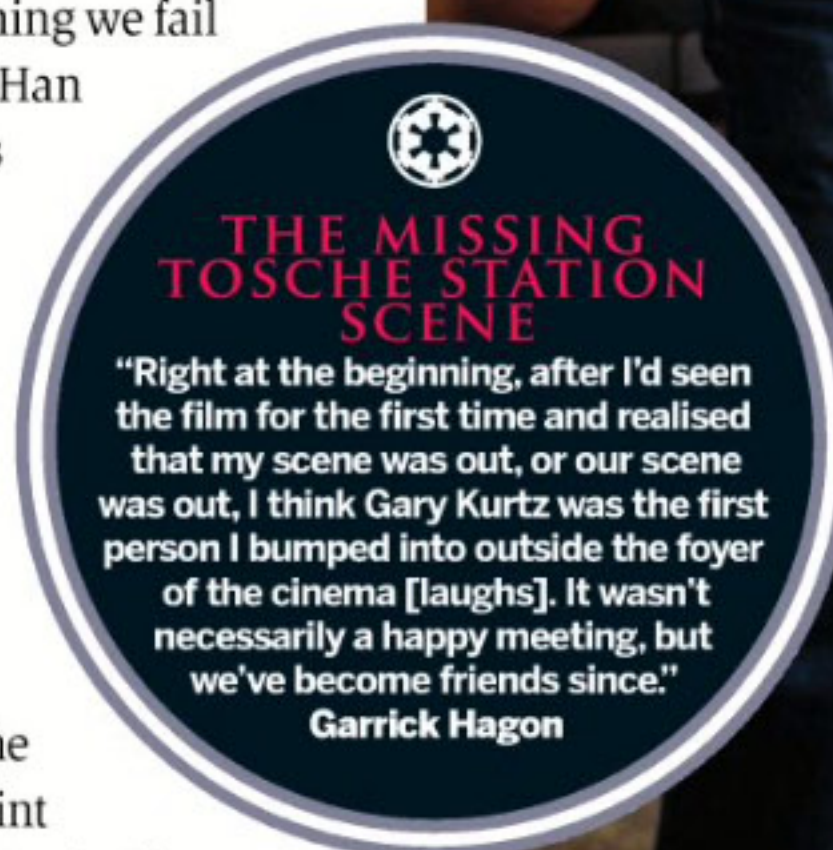 ning we fail
Han
s
THE MISSING
TOSCHE STATION
SCENE
“Right at the beginning, after I’d seen
the film for the first time and realised
that my scene was out, or our scene
was out, I think Gary Kurtz was the first
person I bumped into outside the foyer
of the cinema [laughs]. It wasn’t
necessarily a happy meeting, but
we’ve become friends since.”
Garrick Hagon
ne
int